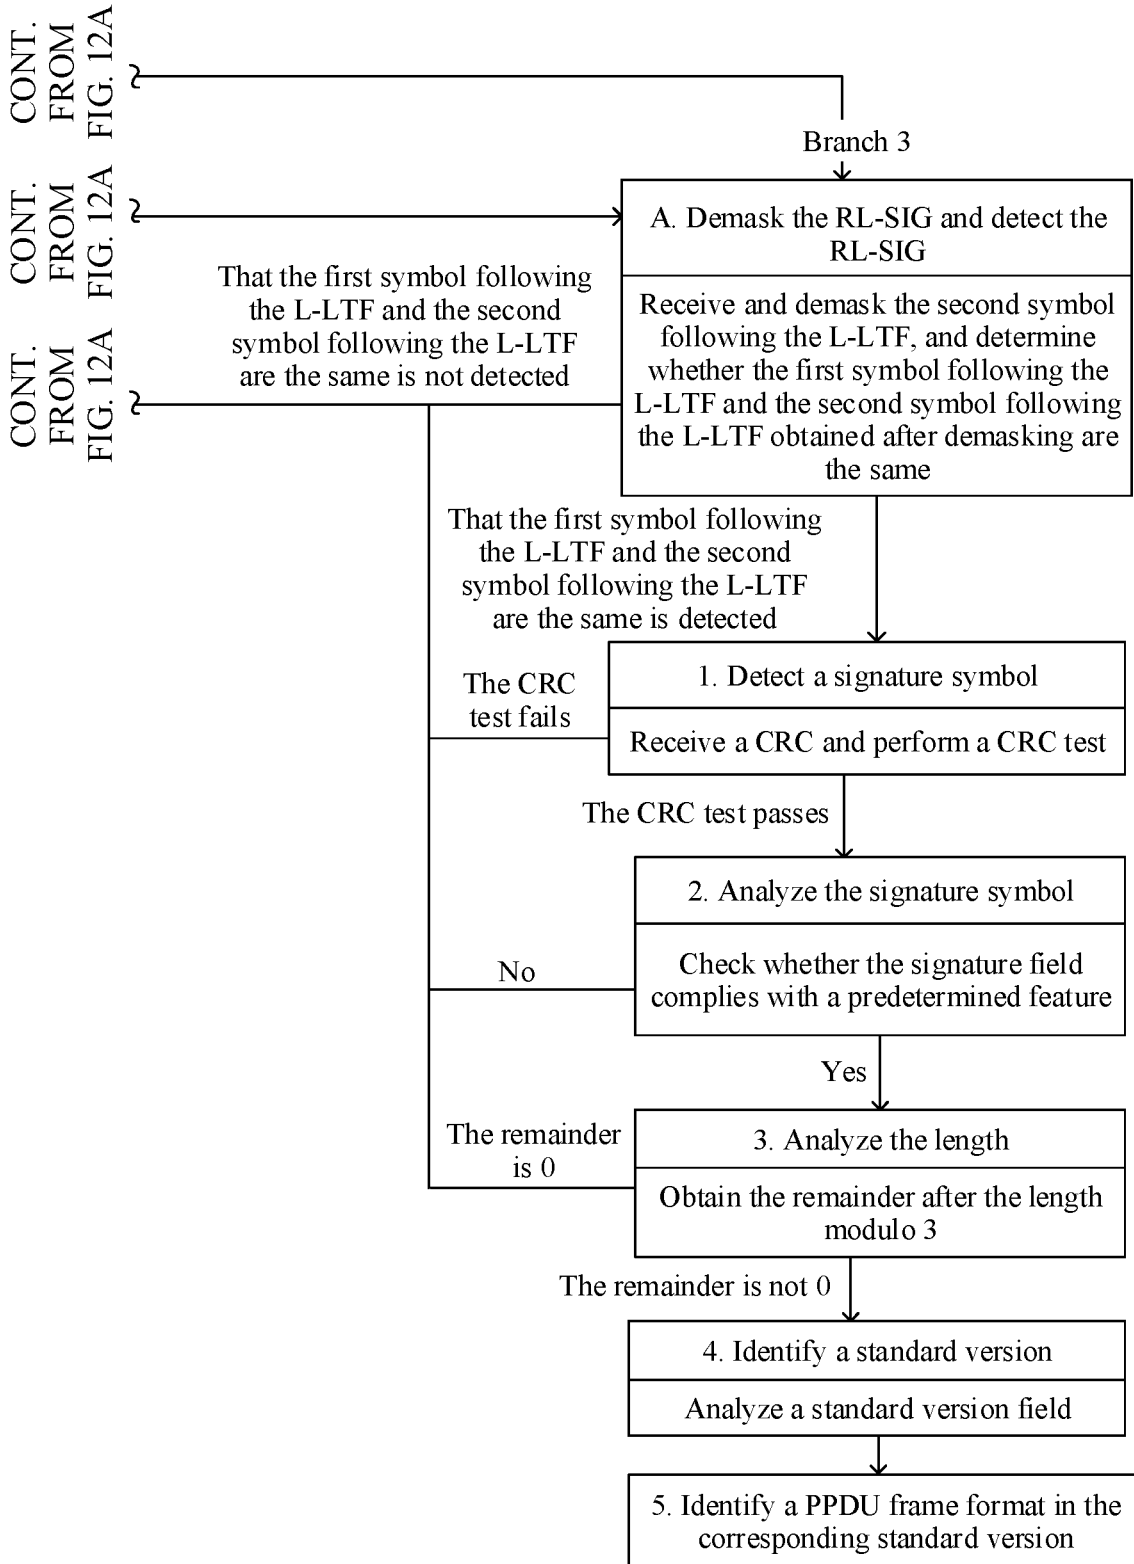 CONT.
FROM
FIG. 12A
Branch 3
CONT.
FROM
FIG. 12A
A. Demask the RL-SIG and detect the
RL-SIG
That the first symbol following
the L-LTF and the second
symbol following the L-LTF
are the same is not detected
Receive and demask the second symbol
following the L-LTF, and determine
whether the first symbol following the
L-LTF and the second symbol following
the L-LTF obtained after demasking are
the same
CONT.
FROM
FIG. 12A
That the first symbol following
the L-LTF and the second
symbol following the L-LTF
are the same is detected
1. Detect a signature symbol
The CRC
test fails
Receive a CRC and perform a CRC test
The CRC test passes
2. Analyze the signature symbol
No
Check whether the signature field
complies with a predetermined feature
Yes
3. Analyze the length
The remainder
is 0
Obtain the remainder after the length
modulo 3
The remainder is not 0
4. Identify a standard version
Analyze a standard version field
5. Identify a PPDU frame format in the
corresponding standard version